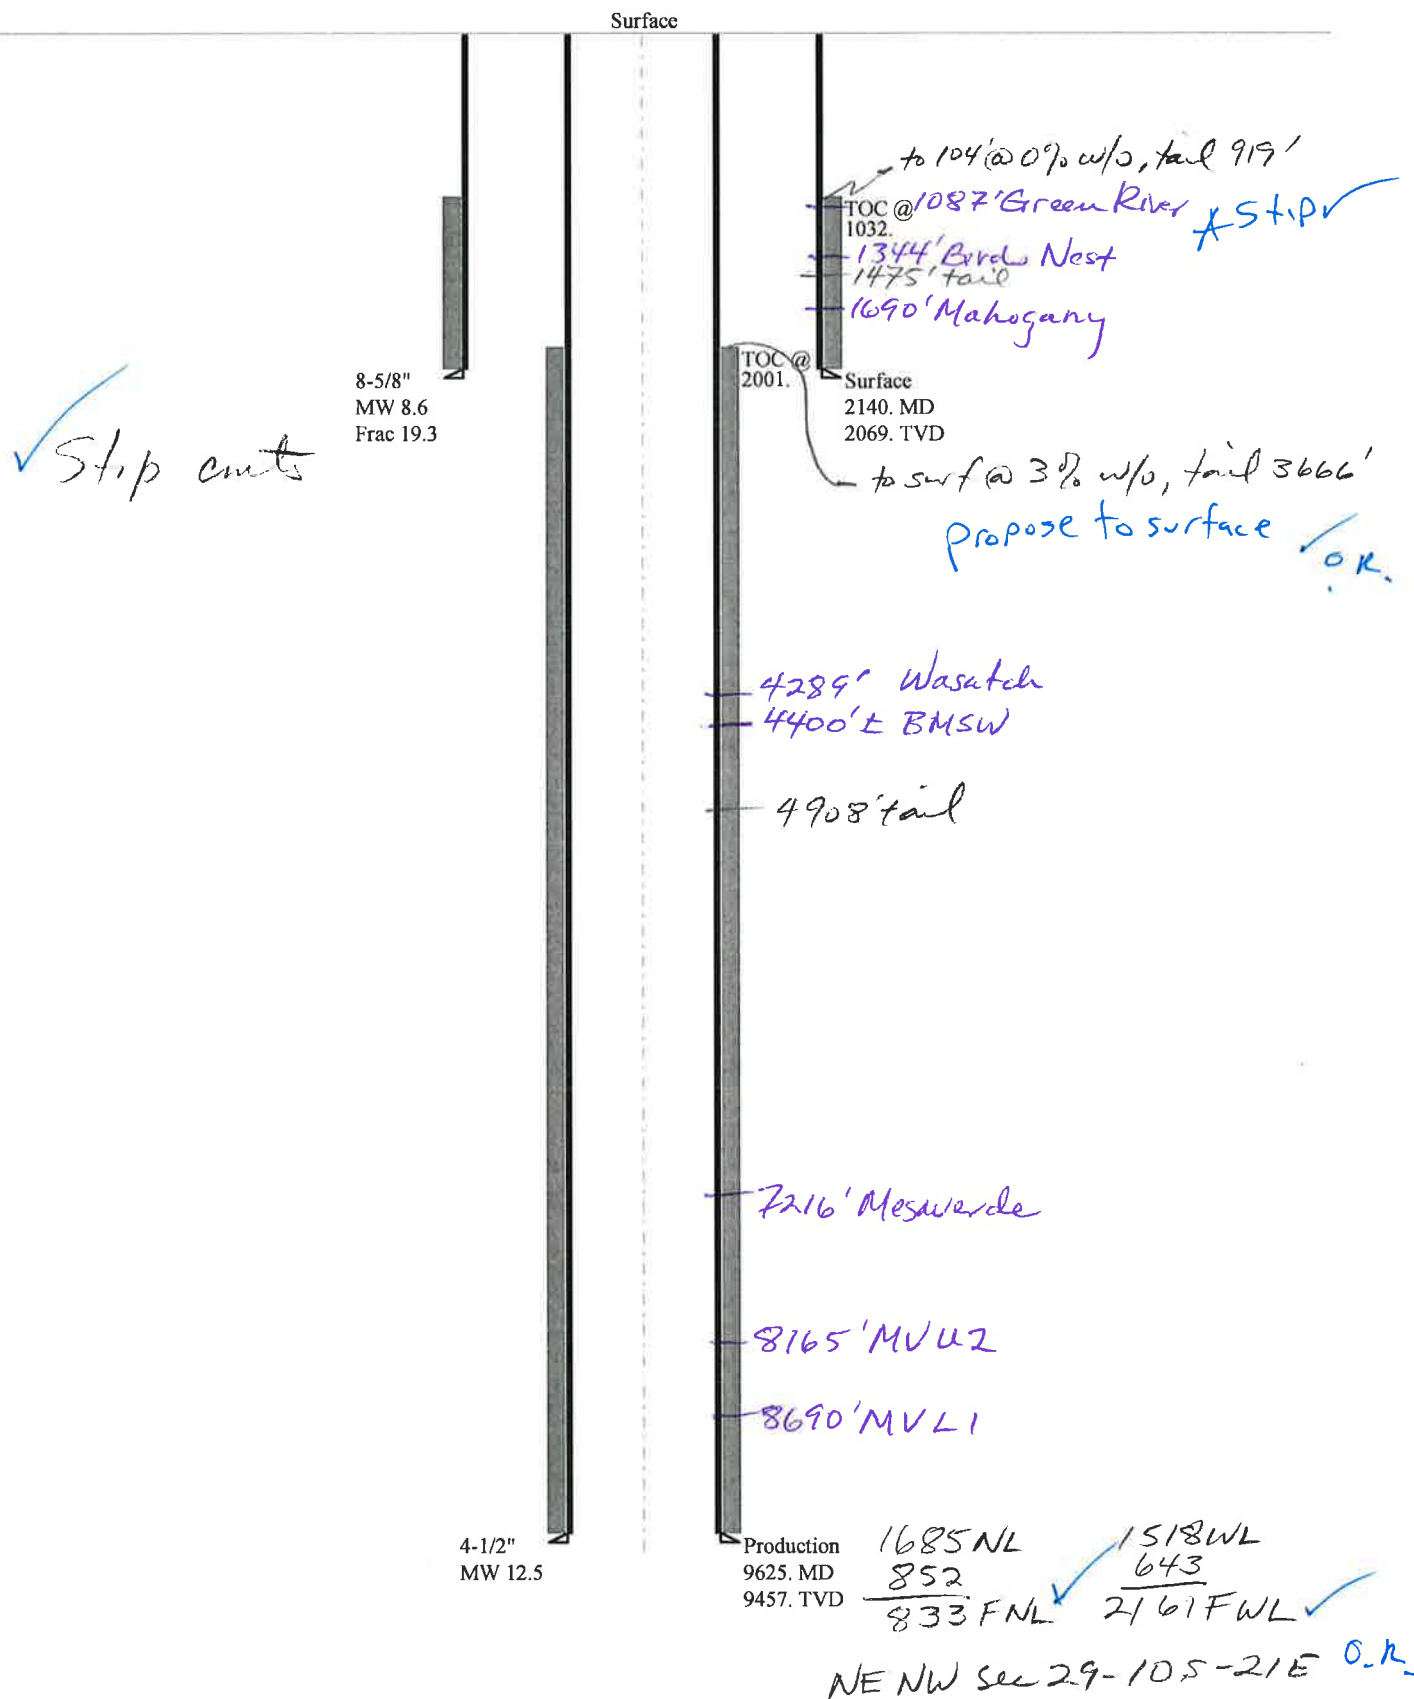 Surface
to 104' @ 0% w/o, tail 919'
TOC @ 1087' Green River
1032.
* Stip ✓
1344' Birds Nest
1475' tail
1690' Mahogany
TOC @
2001.
8-5/8"
MW 8.6
Frac 19.3
Surface
2140. MD
2069. TVD
✓ Stip
to surf @ 3% w/o, tail 3666'
propose to surface ✓ O.K.
4289' Wasatch
4400' ± BMSW
4908' tail
7216' Mesaverde
8165' MVU2
8690' MVL1
4-1/2"
MW 12.5
Production
9625. MD
9457. TVD
1685 NL
852
833 FNL ✓
1518 WL
643
2161 FWL ✓
NE NW Sec 29-10S-21E O.K.